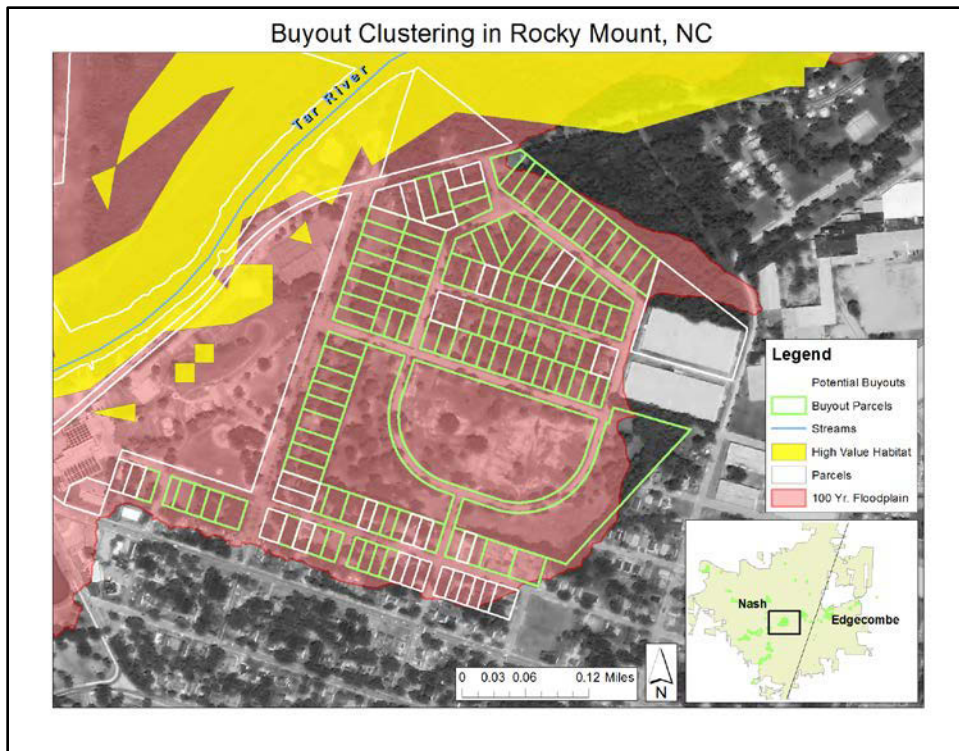 Buyout Clustering in Rocky Mount, NC
Tar River
Legend
Potential Buyouts
Buyout Parcels
Streams
High Value Habitat
Parcels
100 Yr. Floodplain
Nash
Edgecombe
0 0.03 0.06 0.12 Miles
N